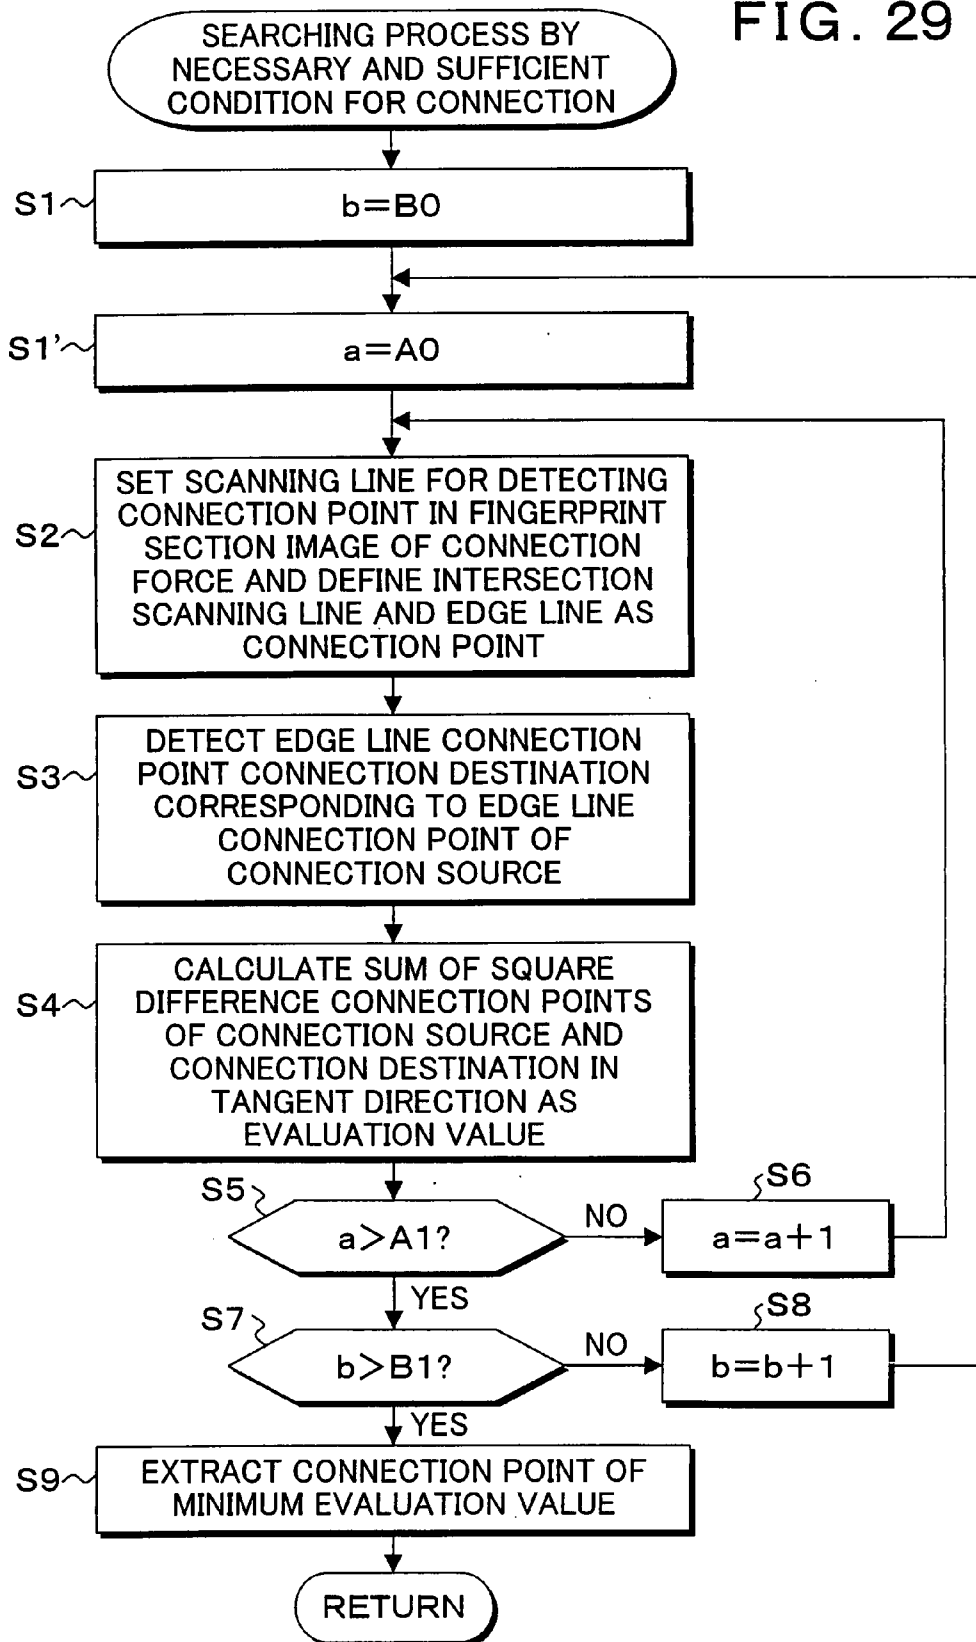 FIG. 29
SEARCHING PROCESS BY
NECESSARY AND SUFFICIENT
CONDITION FOR CONNECTION
S1
b=B0
S1'
a=A0
S2
SET SCANNING LINE FOR DETECTING
CONNECTION POINT IN FINGERPRINT
SECTION IMAGE OF CONNECTION
FORCE AND DEFINE INTERSECTION
SCANNING LINE AND EDGE LINE AS
CONNECTION POINT
S3
DETECT EDGE LINE CONNECTION
POINT CONNECTION DESTINATION
CORRESPONDING TO EDGE LINE
CONNECTION POINT OF
CONNECTION SOURCE
S4
CALCULATE SUM OF SQUARE
DIFFERENCE CONNECTION POINTS
OF CONNECTION SOURCE AND
CONNECTION DESTINATION IN
TANGENT DIRECTION AS
EVALUATION VALUE
S5
a>A1?
NO
S6
a=a+1
YES
S7
b>B1?
NO
S8
b=b+1
YES
S9
EXTRACT CONNECTION POINT OF
MINIMUM EVALUATION VALUE
RETURN